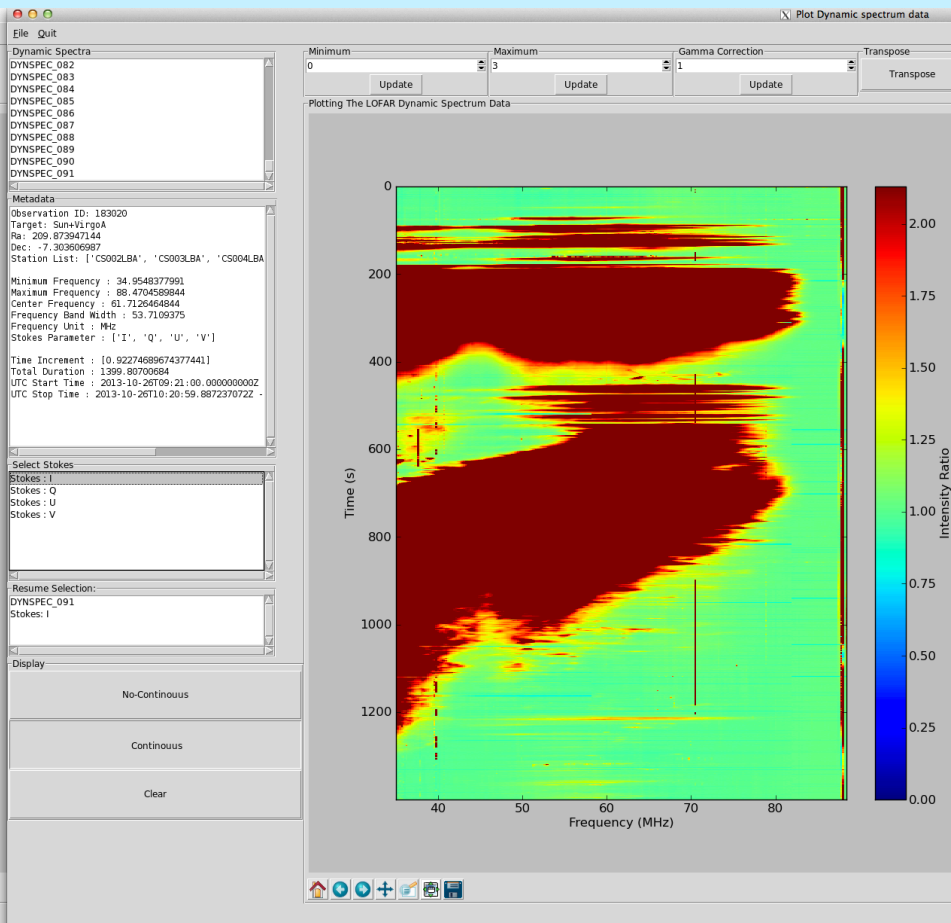 Plot Dynamic spectrum data
File Quit
Dynamic Spectra
DYNSPEC_082
DYNSPEC_083
DYNSPEC_084
DYNSPEC_085
DYNSPEC_086
DYNSPEC_087
DYNSPEC_088
DYNSPEC_089
DYNSPEC_090
DYNSPEC_091
Metadata
Observation ID: 183020
Target: Sun+VirgoA
Ra: 209.873947144
Dec: -7.303606987
Station List: ['CS002LBA', 'CS003LBA', 'CS004LBA
Minimum Frequency : 34.9548377991
Maximum Frequency : 88.4704589844
Center Frequency : 61.7126464844
Frequency Band Width : 53.7109375
Frequency Unit : MHz
Stokes Parameter : ['I', 'Q', 'U', 'V']
Time Increment : [0.92274689674377441]
Total Duration : 1399.80700684
UTC Start Time : 2013-10-26T09:21:00.000000000Z
UTC Stop Time : 2013-10-26T10:20:59.887237072Z -
Select Stokes
Stokes : I
Stokes : Q
Stokes : U
Stokes : V
Resume Selection:
DYNSPEC_091
Stokes: I
Display
No-Continouus
Continouus
Clear
Minimum
0
Update
Maximum
3
Update
Gamma Correction
1
Update
Transpose
Transpose
Plotting The LOFAR Dynamic Spectrum Data
0
200
400
600
800
1000
1200
Time (s)
40 50 60 70 80
Frequency (MHz)
2.00
1.75
1.50
1.25
1.00
0.75
0.50
0.25
0.00
Intensity Ratio